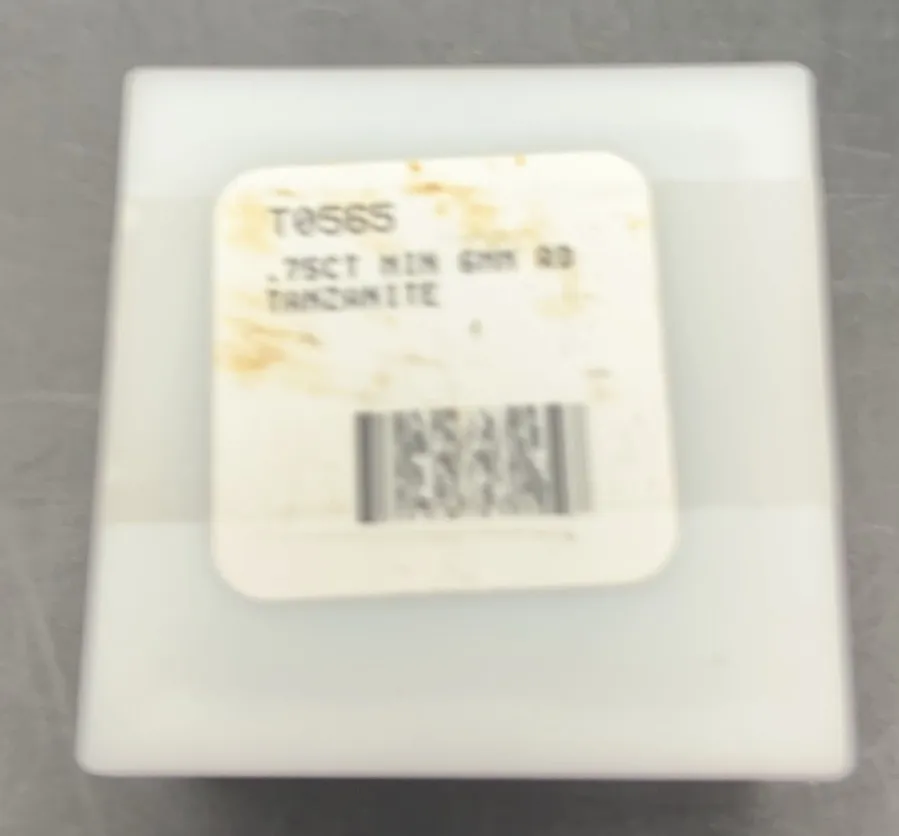 T0565
.75CT MIN 6MM RD
TANZANITE